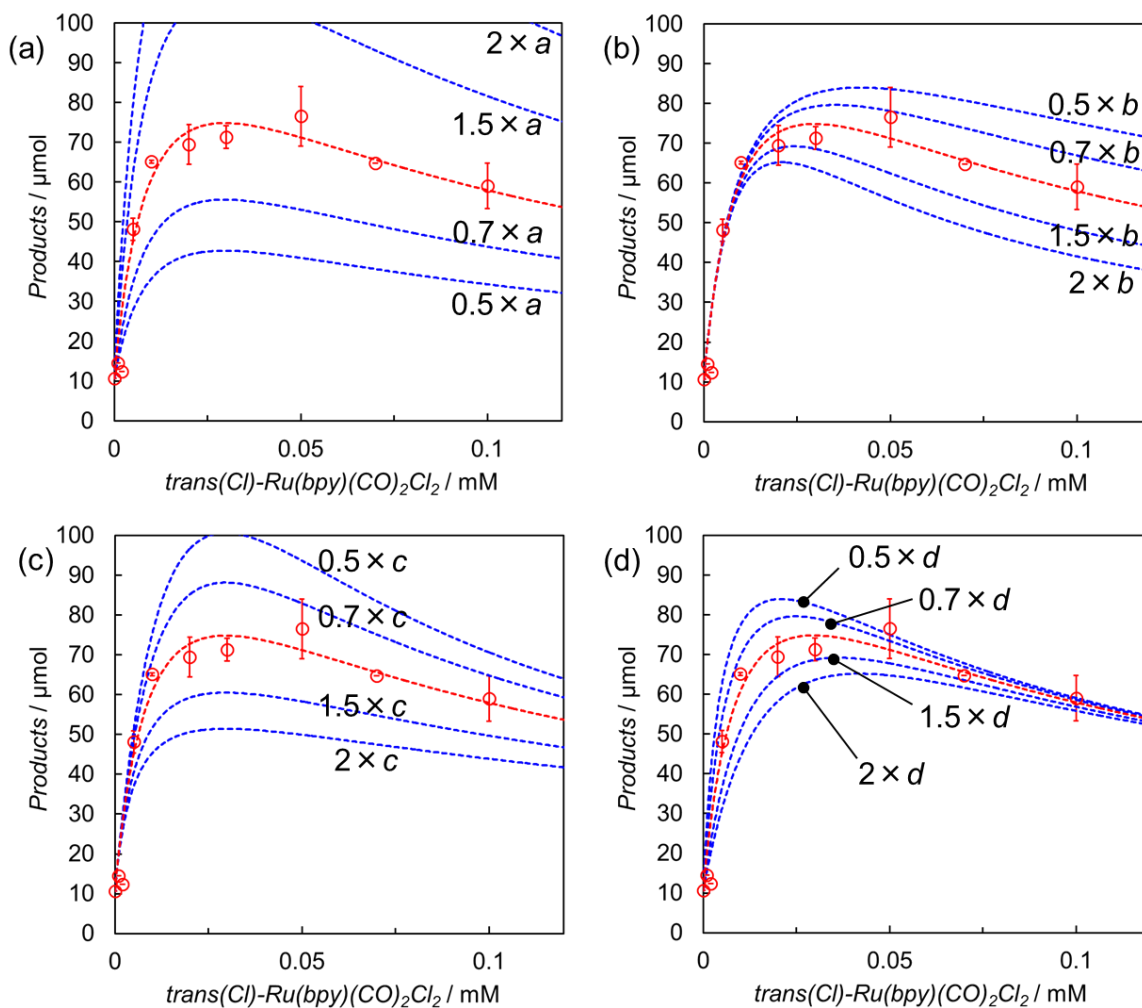 (a)
100
90
80
70
60
50
40
30
20
10
0
Products / μmol
2 × a
1.5 × a
0.7 × a
0.5 × a
0 0.05 0.1
trans(Cl)-Ru(bpy)(CO)2Cl2 / mM
(b)
100
90
80
70
60
50
40
30
20
10
0
Products / μmol
0.5 × b
0.7 × b
1.5 × b
2 × b
0 0.05 0.1
trans(Cl)-Ru(bpy)(CO)2Cl2 / mM
(c)
100
90
80
70
60
50
40
30
20
10
0
Products / μmol
0.5 × c
0.7 × c
1.5 × c
2 × c
0 0.05 0.1
trans(Cl)-Ru(bpy)(CO)2Cl2 / mM
(d)
100
90
80
70
60
50
40
30
20
10
0
Products / μmol
0.5 × d
0.7 × d
1.5 × d
2 × d
0 0.05 0.1
trans(Cl)-Ru(bpy)(CO)2Cl2 / mM